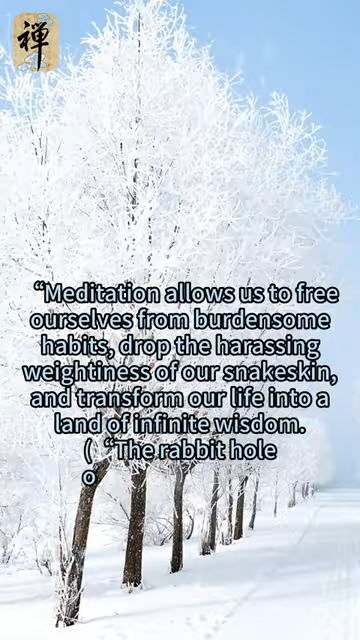 禅
“Meditation allows us to free
ourselves from burdensome
habits, drop the harassing
weightiness of our snakeskin,
and transform our life into a
land of infinite wisdom.
( “The rabbit hole
o